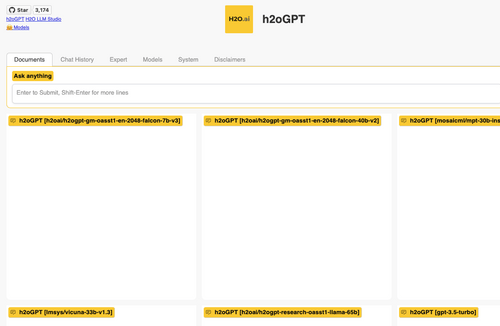 Star 3,174
h2oGPT H2O LLM Studio
🤗 Models
H2O.ai
h2oGPT
Documents Chat History Expert Models System Disclaimers
Ask anything
Enter to Submit, Shift-Enter for more lines
h2oGPT [h2oai/h2ogpt-gm-oasst1-en-2048-falcon-7b-v3] h2oGPT [h2oai/h2ogpt-gm-oasst1-en-2048-falcon-40b-v2] h2oGPT [mosaicml/mpt-30b-ins
h2oGPT [lmsys/vicuna-33b-v1.3] h2oGPT [h2oai/h2ogpt-research-oasst1-llama-65b] h2oGPT [gpt-3.5-turbo]